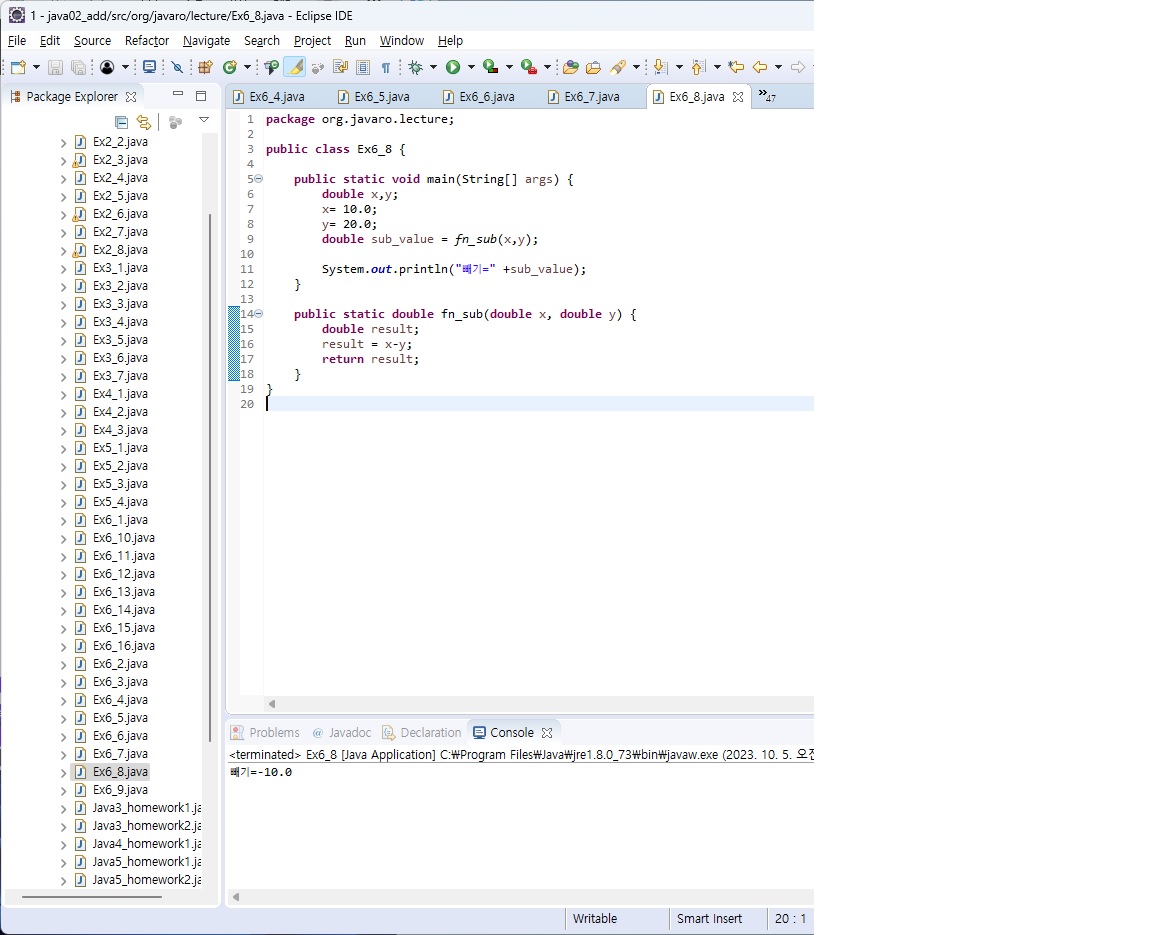 1 - java02_add/src/org/javaro/lecture/Ex6_8.java - Eclipse IDE
File Edit Source Refactor Navigate Search Project Run Window Help
Package Explorer
Ex2_2.java
Ex2_3.java
Ex2_4.java
Ex2_5.java
Ex2_6.java
Ex2_7.java
Ex2_8.java
Ex3_1.java
Ex3_2.java
Ex3_3.java
Ex3_4.java
Ex3_5.java
Ex3_6.java
Ex3_7.java
Ex4_1.java
Ex4_2.java
Ex4_3.java
Ex5_1.java
Ex5_2.java
Ex5_3.java
Ex5_4.java
Ex6_1.java
Ex6_10.java
Ex6_11.java
Ex6_12.java
Ex6_13.java
Ex6_14.java
Ex6_15.java
Ex6_16.java
Ex6_2.java
Ex6_3.java
Ex6_4.java
Ex6_5.java
Ex6_6.java
Ex6_7.java
Ex6_8.java
Ex6_9.java
Java3_homework1.ja
Java3_homework2.ja
Java4_homework1.ja
Java5_homework1.ja
Java5_homework2.ja
Ex6_4.java Ex6_5.java Ex6_6.java Ex6_7.java Ex6_8.java »47
1 package org.javaro.lecture;
2
3 public class Ex6_8 {
4
5 public static void main(String[] args) {
6 double x,y;
7 x= 10.0;
8 y= 20.0;
9 double sub_value = fn_sub(x,y);
10
11 System.out.println("빼기=" +sub_value);
12 }
13
14 public static double fn_sub(double x, double y) {
15 double result;
16 result = x-y;
17 return result;
18 }
19 }
20
Problems @ Javadoc Declaration Console
<terminated> Ex6_8 [Java Application] C:₩Program Files₩Java₩jre1.8.0_73₩bin₩javaw.exe (2023. 10. 5. 오전
빼기=-10.0
Writable Smart Insert 20 : 1